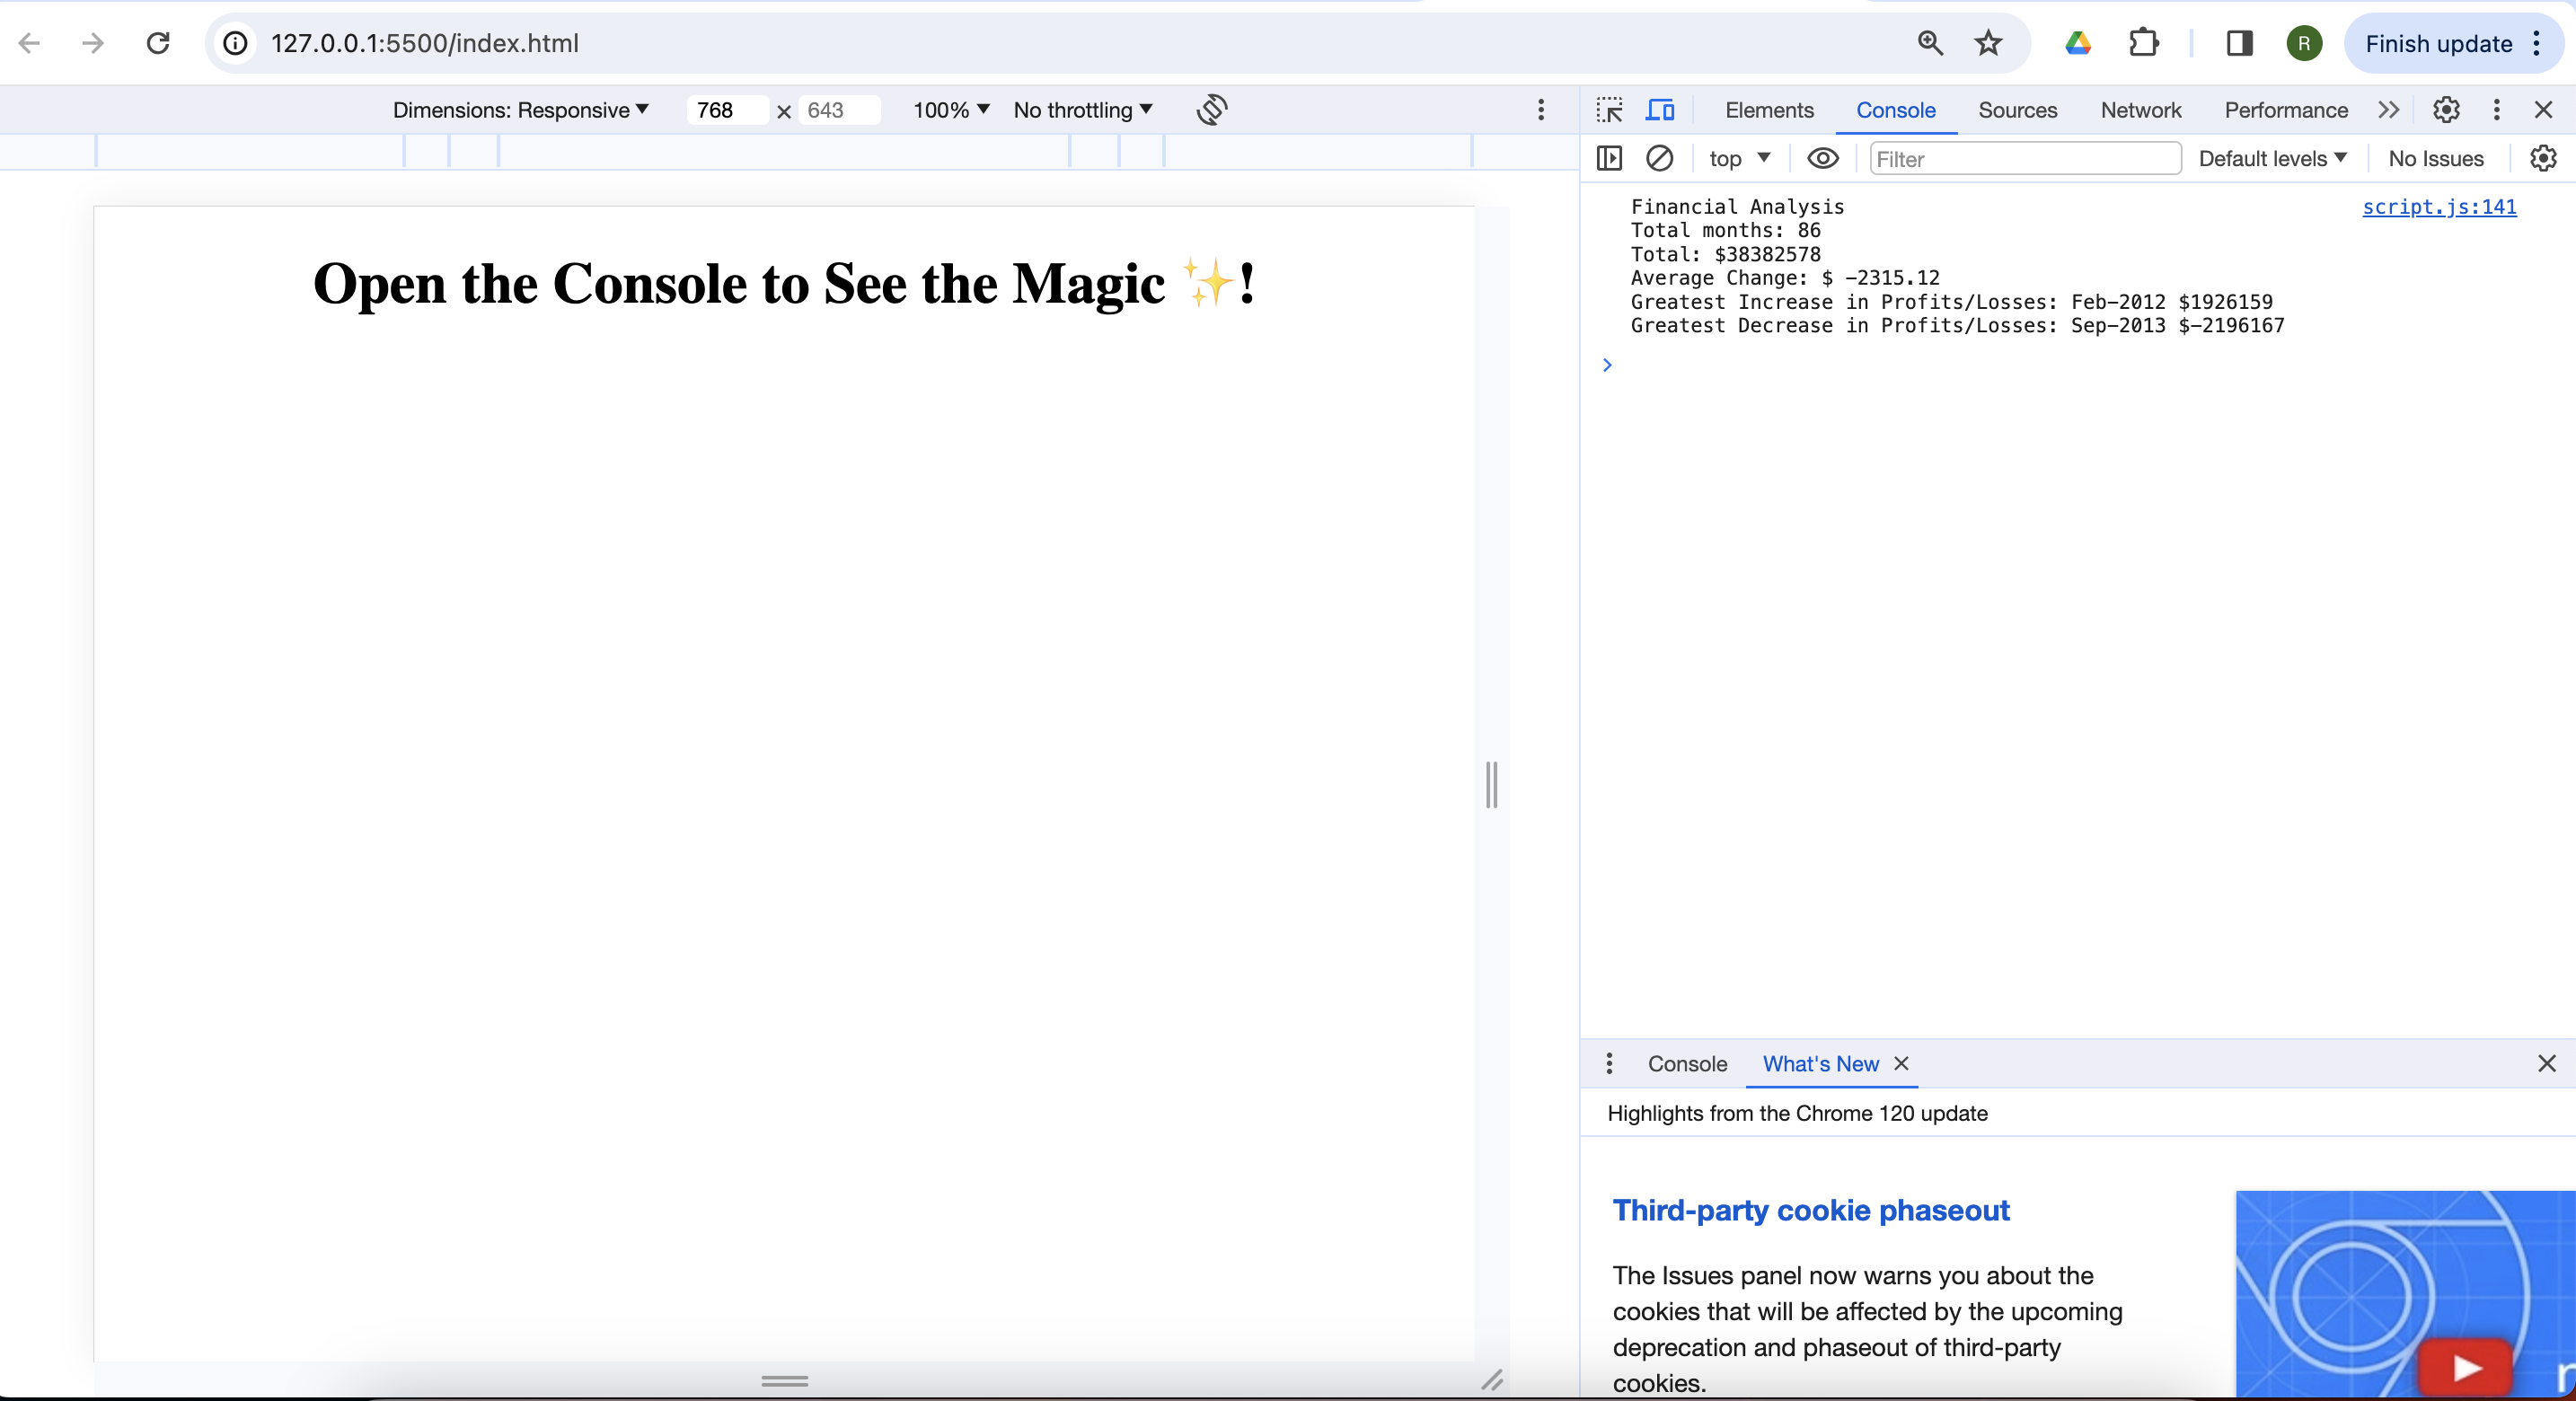 127.0.0.1:5500/index.html
R
Finish update
Dimensions: Responsive
768 × 643
100%
No throttling
Elements
Console
Sources
Network
Performance
top
Filter
Default levels
No Issues
Open the Console to See the Magic ✨!
Financial Analysis
script.js:141
Total months: 86
Total: $38382578
Average Change: $ -2315.12
Greatest Increase in Profits/Losses: Feb-2012 $1926159
Greatest Decrease in Profits/Losses: Sep-2013 $-2196167
Console
What's New
Highlights from the Chrome 120 update
Third-party cookie phaseout
The Issues panel now warns you about the
cookies that will be affected by the upcoming
deprecation and phaseout of third-party
cookies.